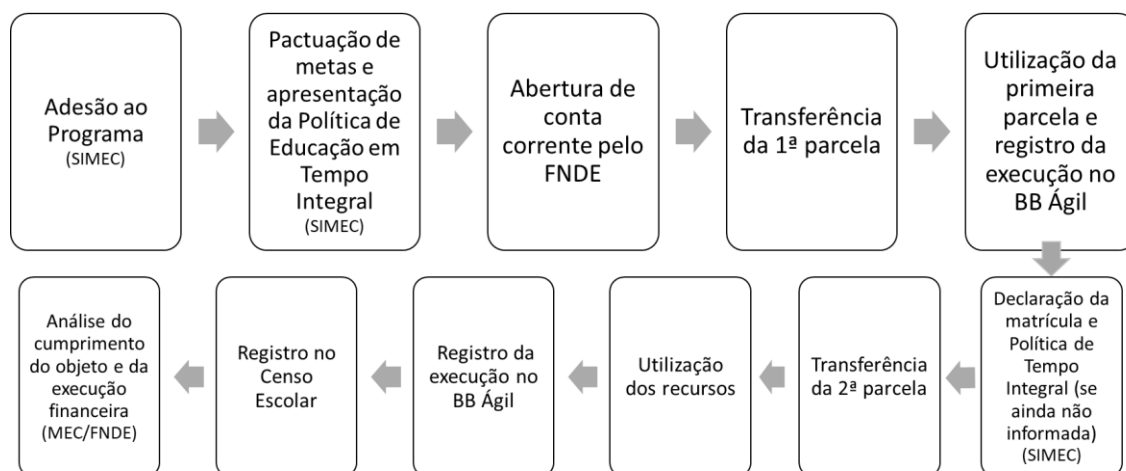 Adesão ao
Programa
(SIMEC)
Pactuação de
metas e
apresentação
da Política de
Educação em
Tempo
Integral
(SIMEC)
Abertura de
conta
corrente pelo
FNDE
Transferência
da 1ª parcela
Utilização da
primeira
parcela e
registro da
execução no
BB Ágil
Declaração da
matrícula e
Política de
Tempo
Integral (se
ainda não
informada)
(SIMEC)
Transferência
da 2ª parcela
Utilização
dos recursos
Registro da
execução no
BB Ágil
Registro no
Censo
Escolar
Análise do
cumprimento
do objeto e da
execução
financeira
(MEC/FNDE)